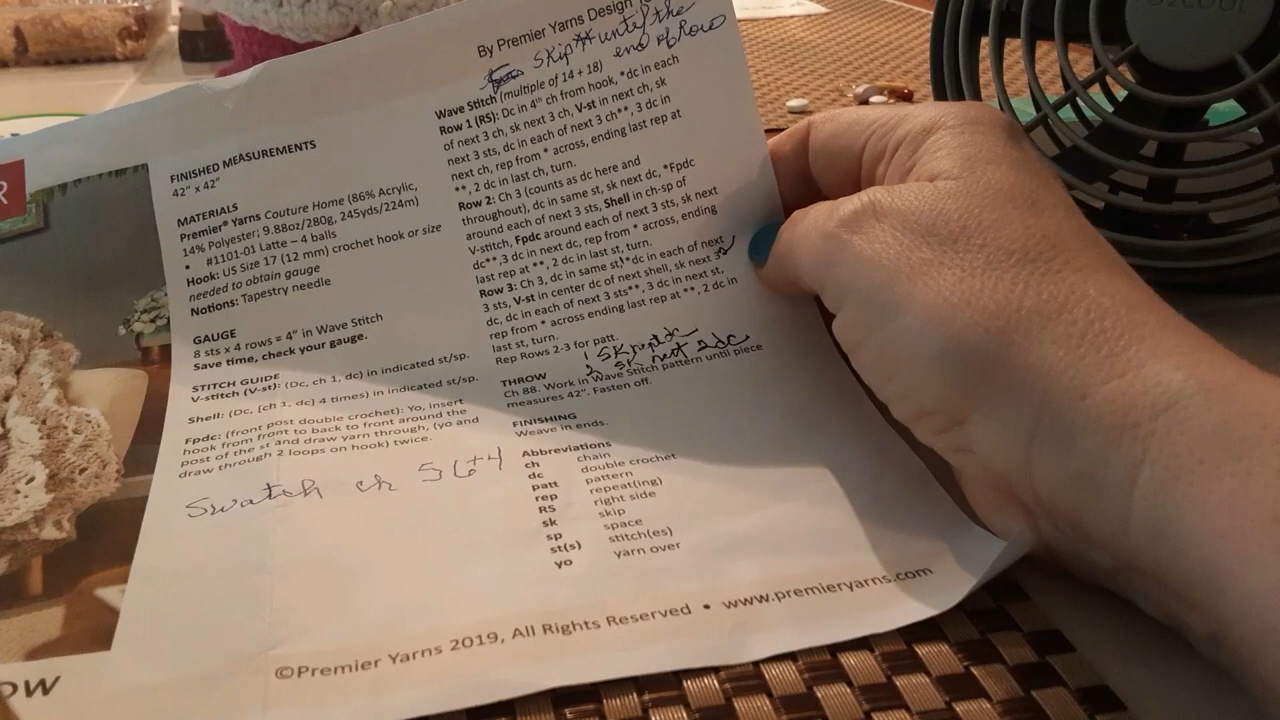 R
OW
FINISHED MEASUREMENTS
42" x 42"
MATERIALS
Premier® Yarns Couture Home (86% Acrylic,
14% Polyester; 9.88oz/280g, 245yds/224m)
• #1101-01 Latte – 4 balls
Hook: US Size 17 (12 mm) crochet hook or size
needed to obtain gauge
Notions: Tapestry needle
GAUGE
8 sts x 4 rows = 4" in Wave Stitch
Save time, check your gauge.
STITCH GUIDE
V-stitch (V-st): (Dc, ch 1, dc) in indicated st/sp.
Shell: (Dc, [ch 1, dc] 4 times) in indicated st/sp.
Fpdc: (front post double crochet): Yo, insert
hook from front to back to front around the
post of the st and draw yarn through, (yo and
draw through 2 loops on hook) twice.
Swatch ch 56+4
By Premier Yarns Design
Skip ** until the
end of Row
Wave Stitch (multiple of 14 + 18)
Row 1 (RS): Dc in 4th ch from hook, *dc in each
of next 3 ch, sk next 3 ch, V-st in next ch, sk
next 3 sts, dc in each of next 3 ch**, 3 dc in
next ch, rep from * across, ending last rep at
**, 2 dc in last ch, turn.
Row 2: Ch 3 (counts as dc here and
throughout), dc in same st, sk next dc, *Fpdc
around each of next 3 sts, Shell in ch-sp of
V-stitch, Fpdc around each of next 3 sts, sk next
dc**, 3 dc in next dc, rep from * across, ending
last rep at **, 2 dc in last st, turn.
Row 3: Ch 3, dc in same st, *dc in each of next
3 sts, V-st in center dc of next shell, sk next 3
dc, dc in each of next 3 sts**, 3 dc in next st,
rep from * across ending last rep at **, 2 dc in
last st, turn.
Rep Rows 2-3 for patt.
sk next 2dc
THROW
Ch 88. Work in Wave Stitch pattern until piece
measures 42". Fasten off.
FINISHING
Weave in ends.
Abbreviations
ch chain
dc double crochet
patt pattern
rep repeat(ing)
RS right side
sk skip
sp space
st(s) stitch(es)
yo yarn over
©Premier Yarns 2019, All Rights Reserved • www.premieryarns.com